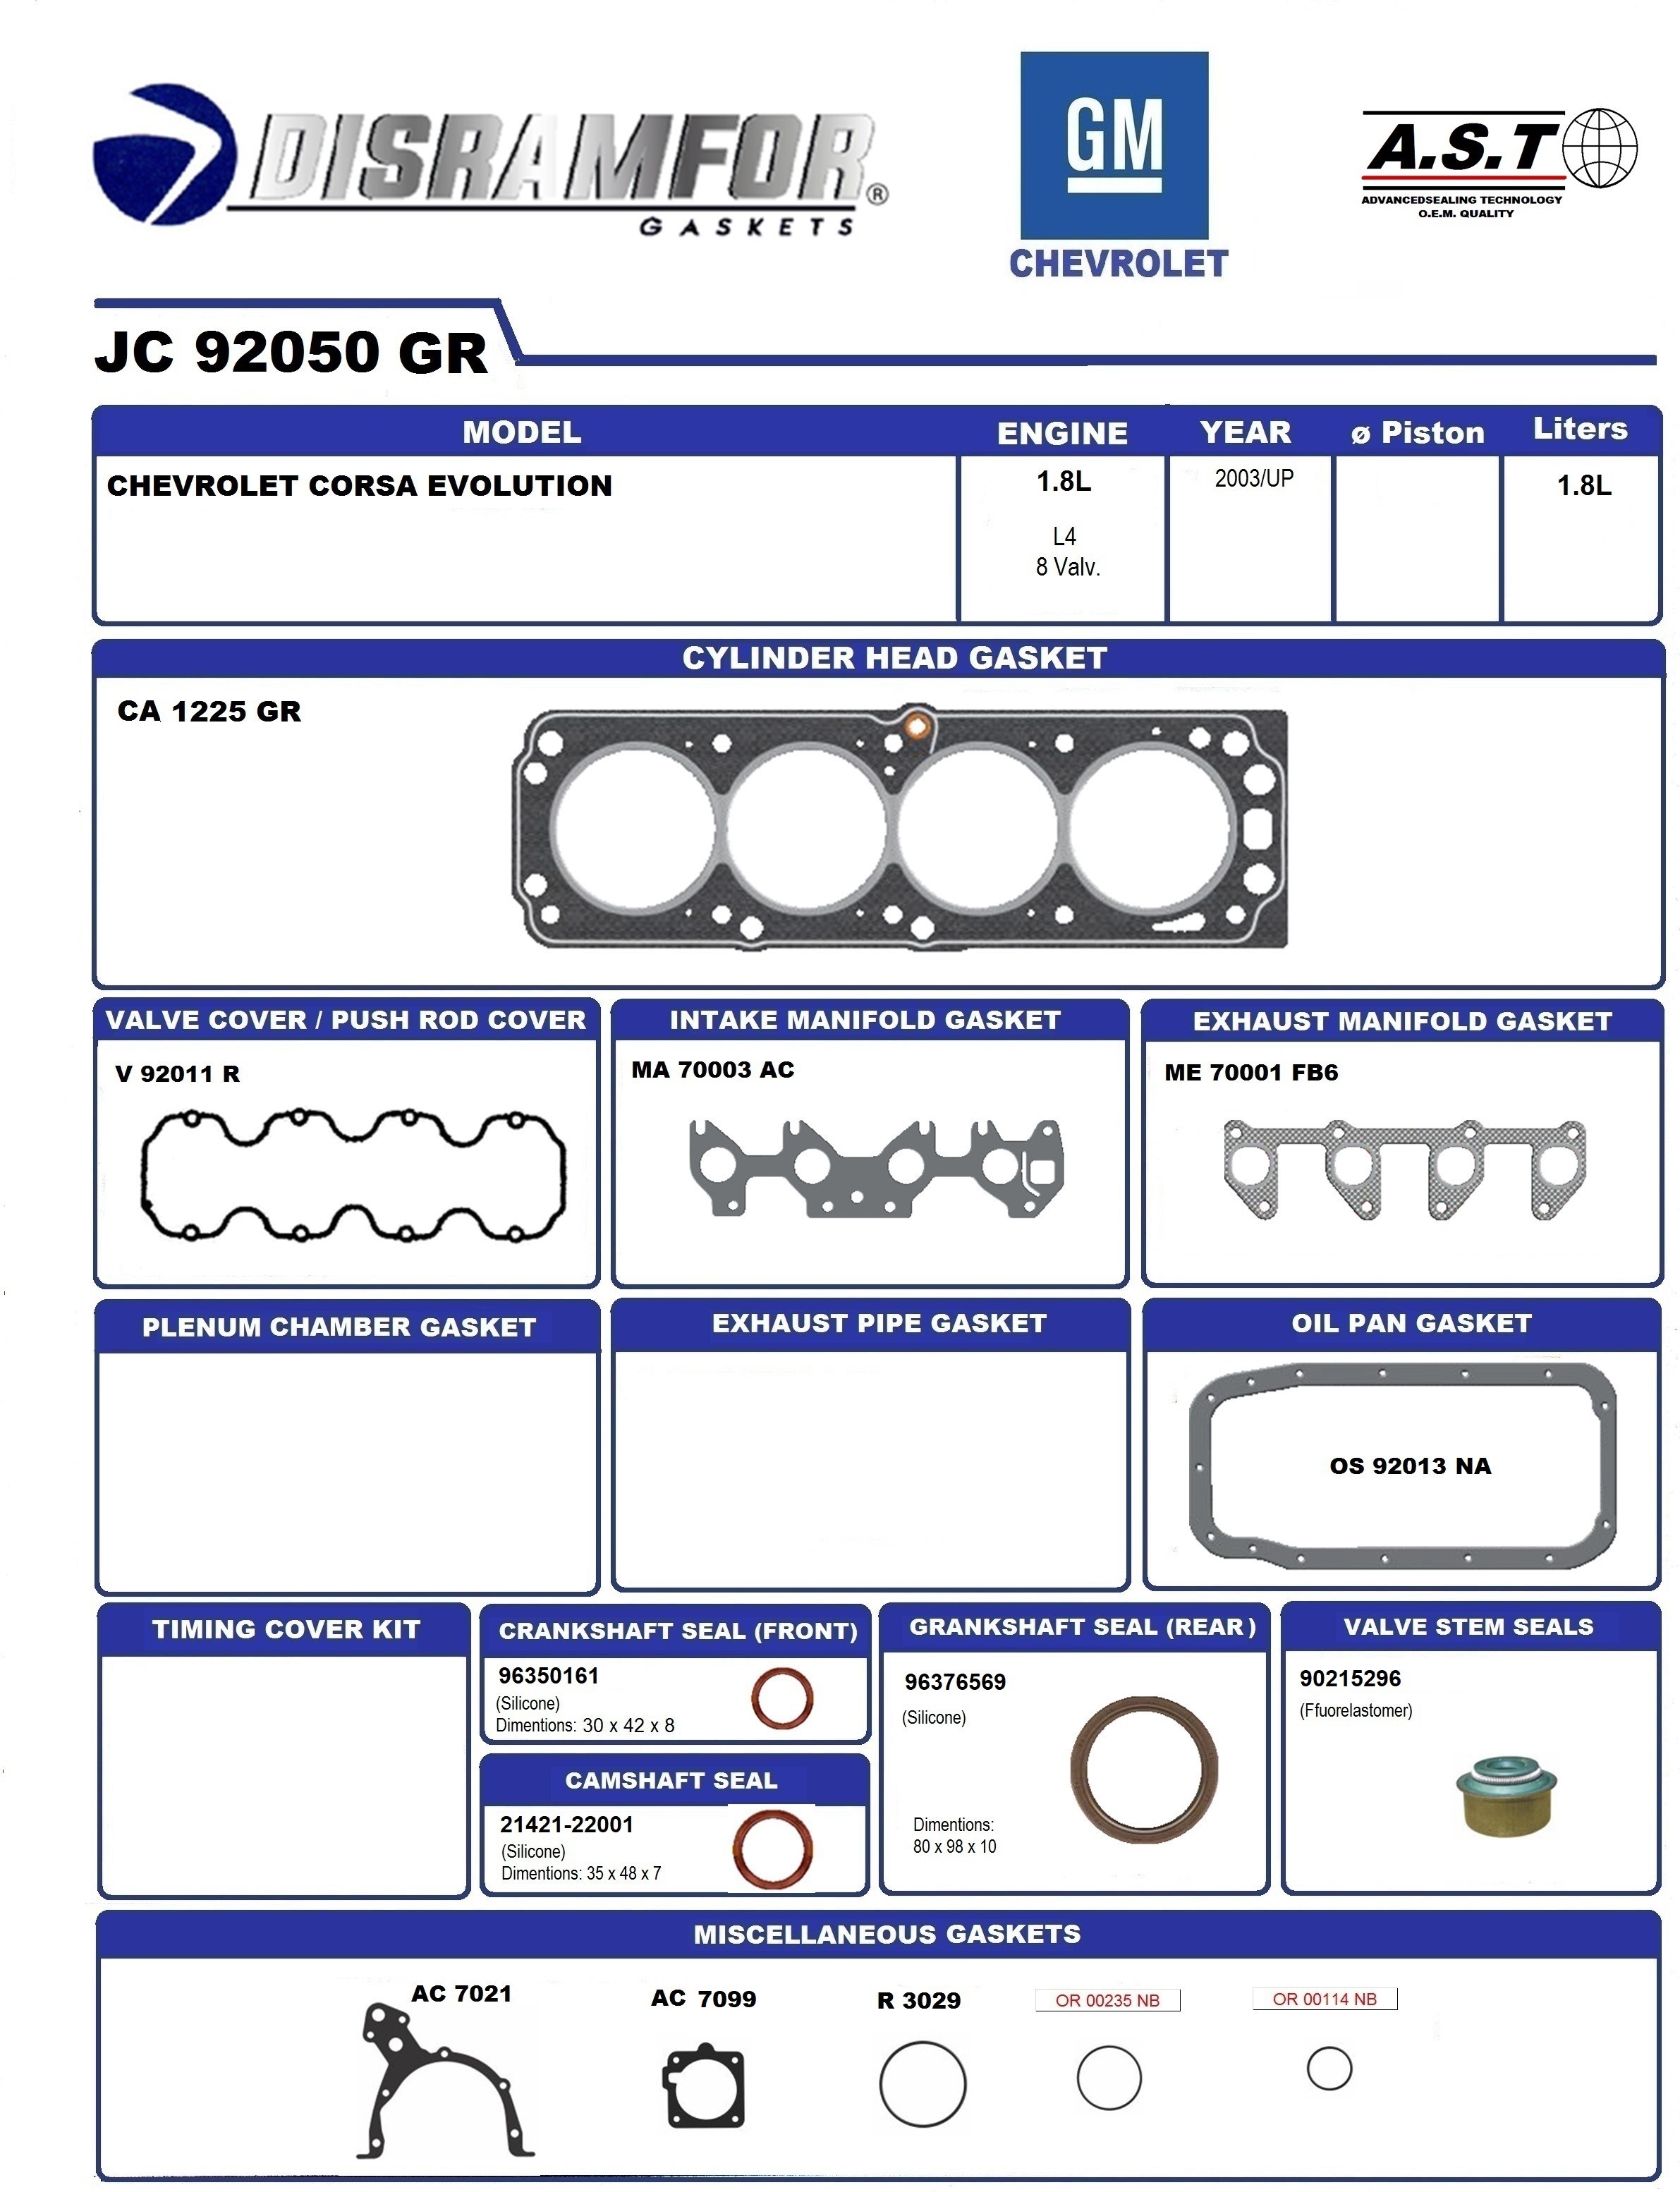 DISRAMFOR®
GASKETS
GM
CHEVROLET
A.S.T
ADVANCEDSEALING TECHNOLOGY
O.E.M. QUALITY
JC 92050 GR
MODEL ENGINE YEAR ø Piston Liters
CHEVROLET CORSA EVOLUTION 1.8L 2003/UP 1.8L
L4
8 Valv.
CYLINDER HEAD GASKET
CA 1225 GR
VALVE COVER / PUSH ROD COVER
V 92011 R
INTAKE MANIFOLD GASKET
MA 70003 AC
EXHAUST MANIFOLD GASKET
ME 70001 FB6
PLENUM CHAMBER GASKET
EXHAUST PIPE GASKET
OIL PAN GASKET
OS 92013 NA
TIMING COVER KIT
CRANKSHAFT SEAL (FRONT)
96350161
(Silicone)
Dimentions: 30 x 42 x 8
CAMSHAFT SEAL
21421-22001
(Silicone)
Dimentions: 35 x 48 x 7
GRANKSHAFT SEAL (REAR)
96376569
(Silicone)
Dimentions:
80 x 98 x 10
VALVE STEM SEALS
90215296
(Ffuorelastomer)
MISCELLANEOUS GASKETS
AC 7021
AC 7099
R 3029
OR 00235 NB
OR 00114 NB